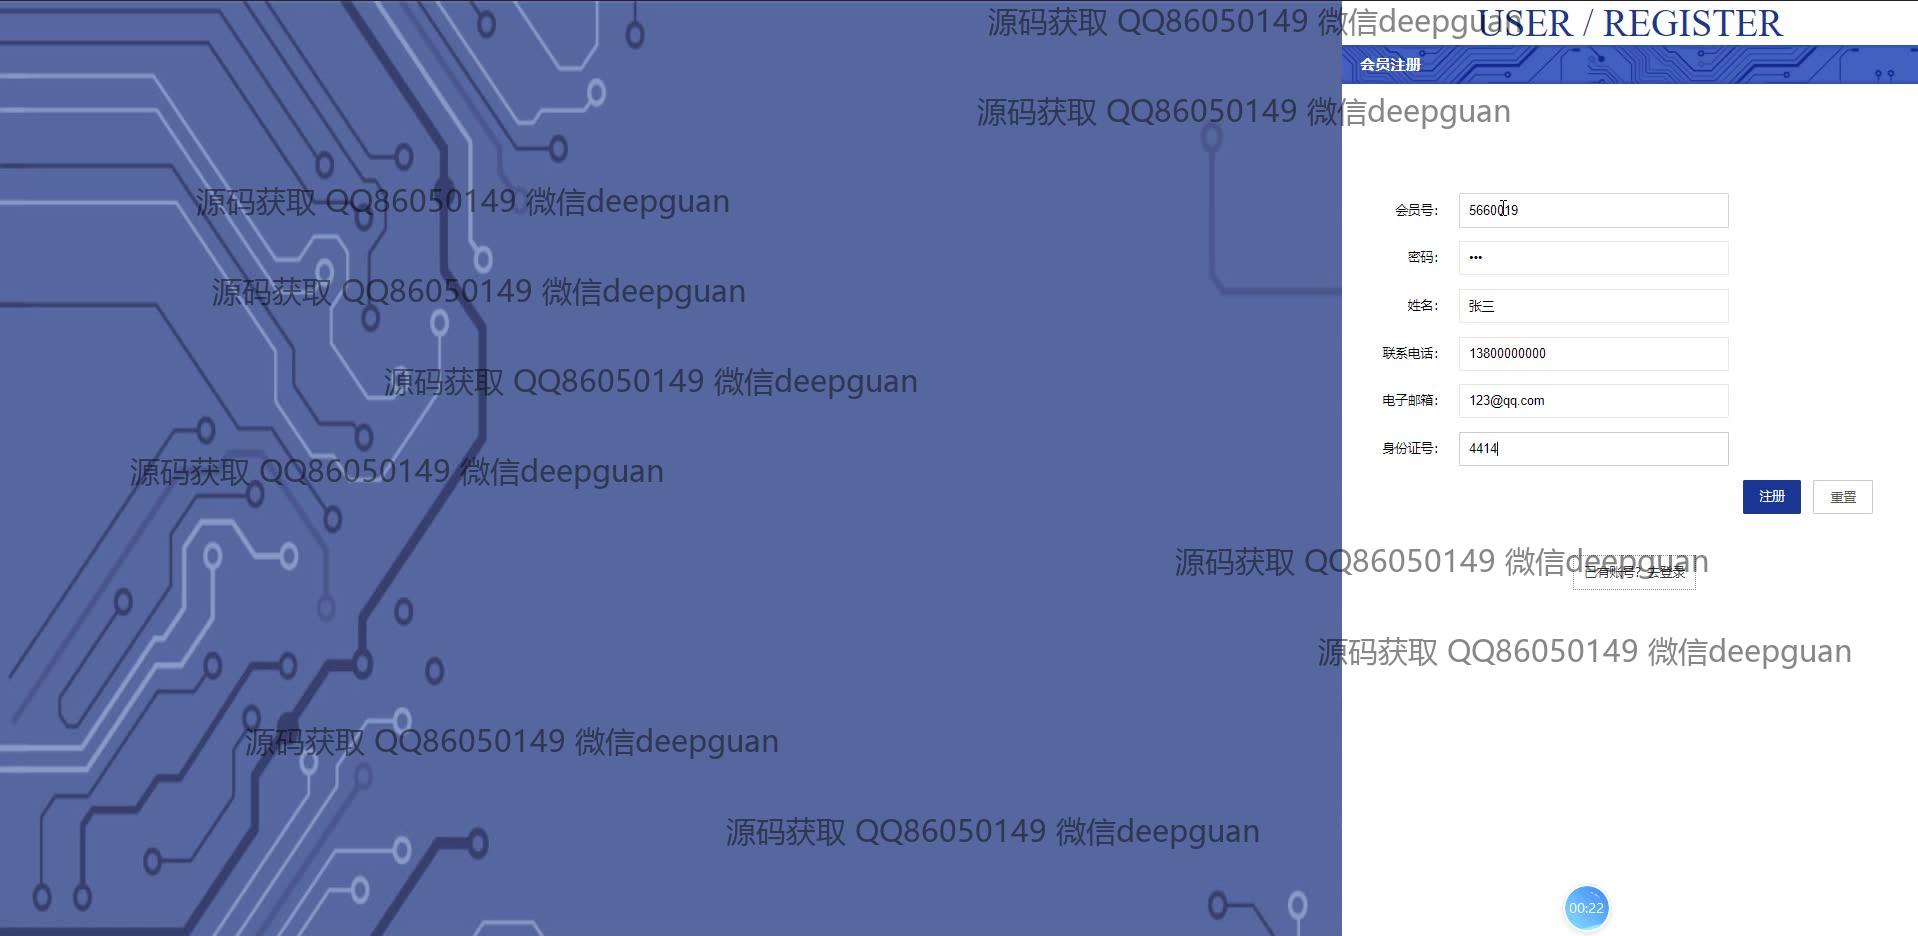 源码获取 QQ86050149 微信deepguan
USER / REGISTER
会员注册
源码获取 QQ86050149 微信deepguan
源码获取 QQ86050149 微信deepguan
会员号： 5660019
密码： •••
源码获取 QQ86050149 微信deepguan
姓名： 张三
联系电话： 13800000000
源码获取 QQ86050149 微信deepguan
电子邮箱： 123@qq.com
身份证号： 4414
源码获取 QQ86050149 微信deepguan
注册 重置
源码获取 QQ86050149 微信deepguan
已有账号？去登录
源码获取 QQ86050149 微信deepguan
源码获取 QQ86050149 微信deepguan
源码获取 QQ86050149 微信deepguan
00:22